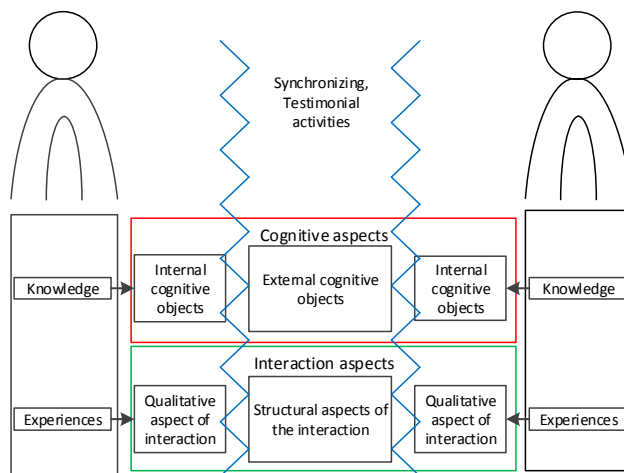 Synchronizing,
Testimonial
activities
Cognitive aspects
Knowledge
Internal
cognitive
objects
External cognitive
objects
Internal
cognitive
objects
Knowledge
Interaction aspects
Experiences
Qualitative
aspect of
interaction
Structural aspects of
the interaction
Qualitative
aspect of
interaction
Experiences